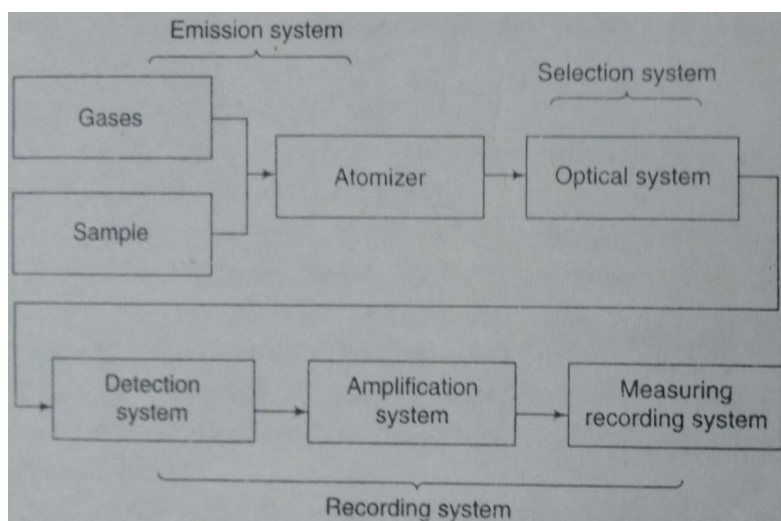 Emission system
Selection system
Gases
Atomizer
Optical system
Sample
Detection
system
Amplification
system
Measuring
recording system
Recording system